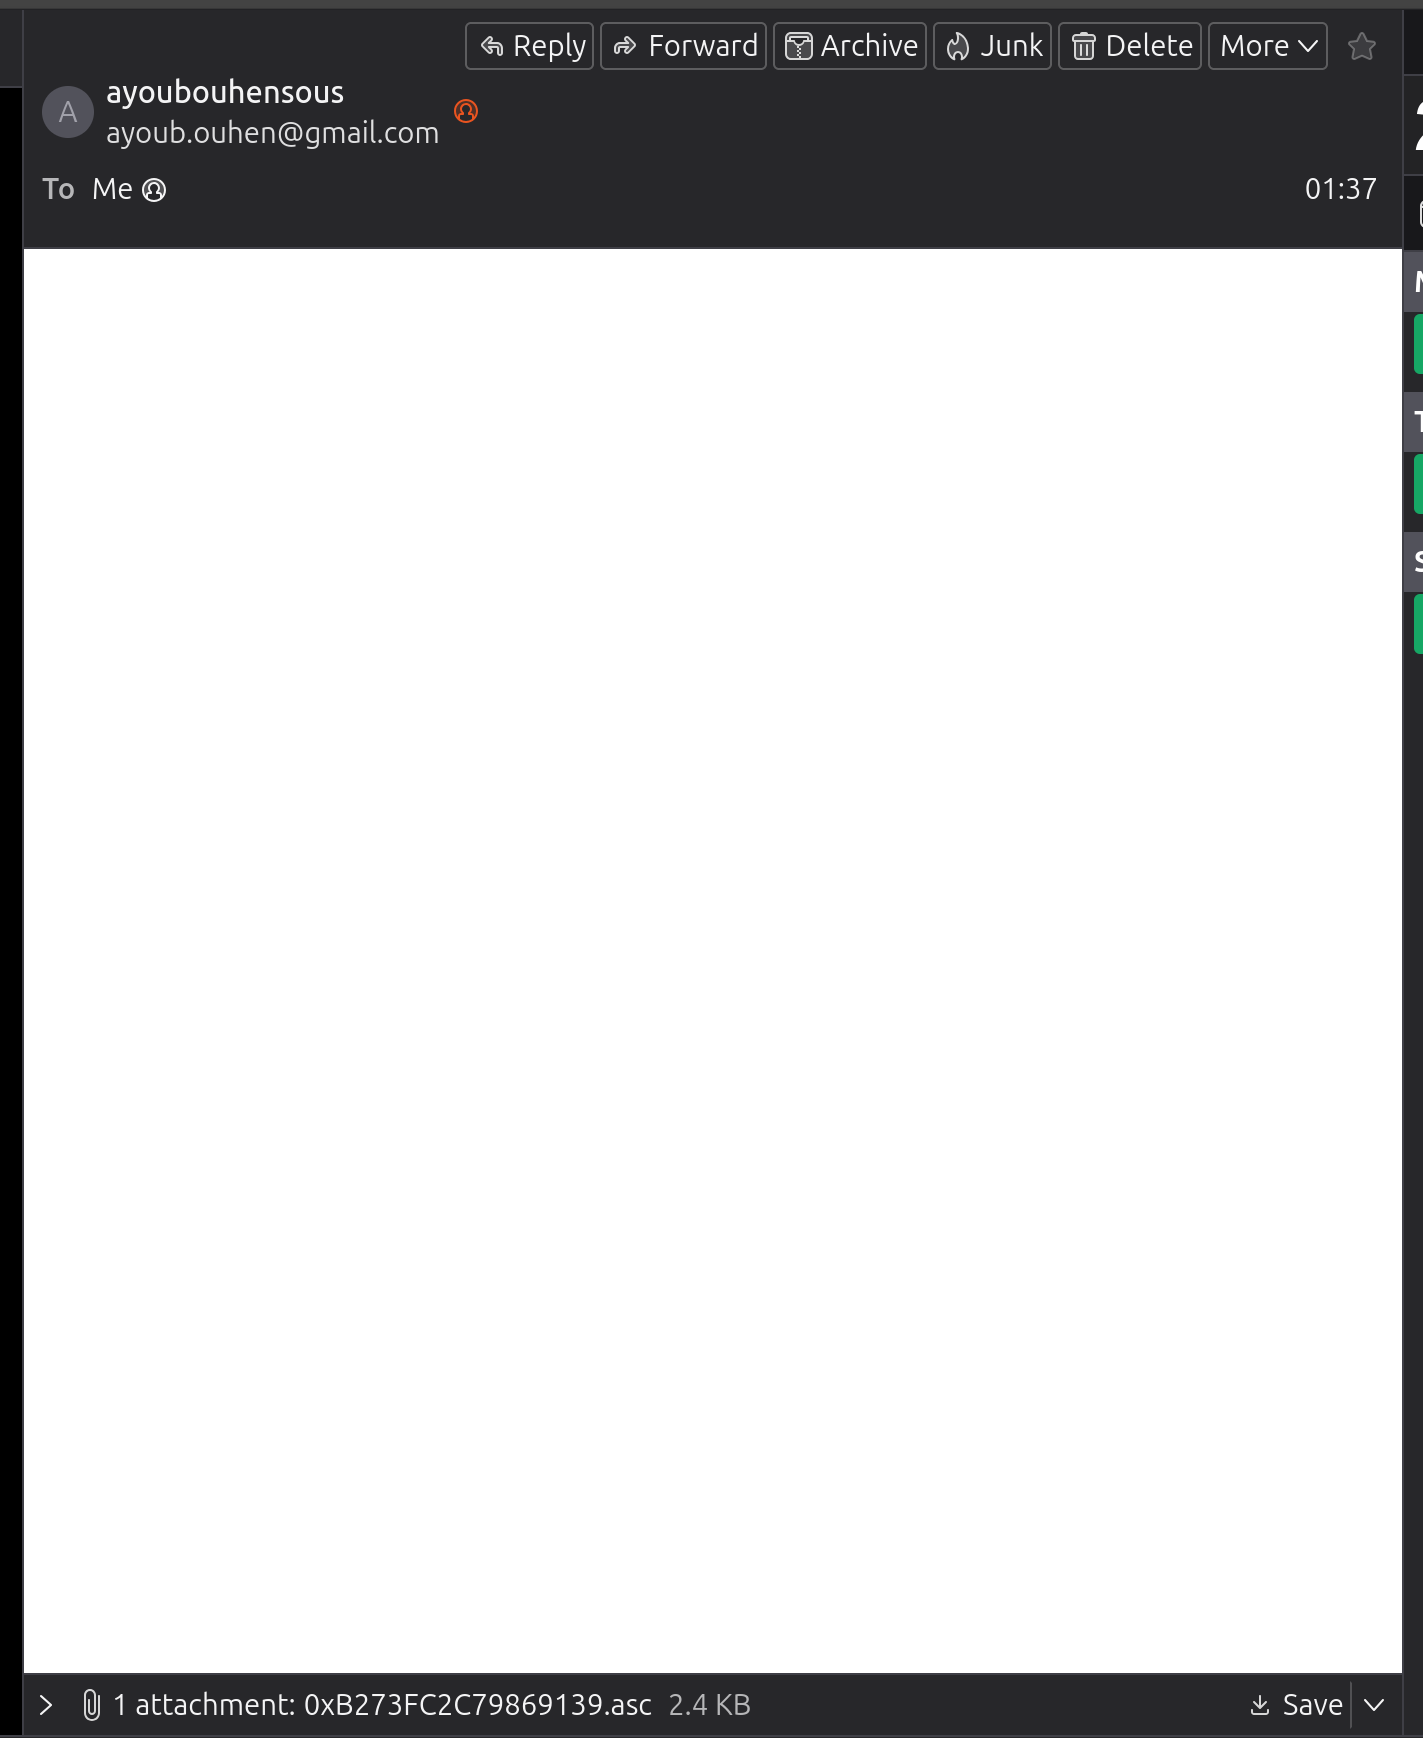 Reply Forward Archive Junk Delete More
A
ayoubouhensous
ayoub.ouhen@gmail.com
To Me 01:37
1 attachment: 0xB273FC2C79869139.asc 2.4 KB Save